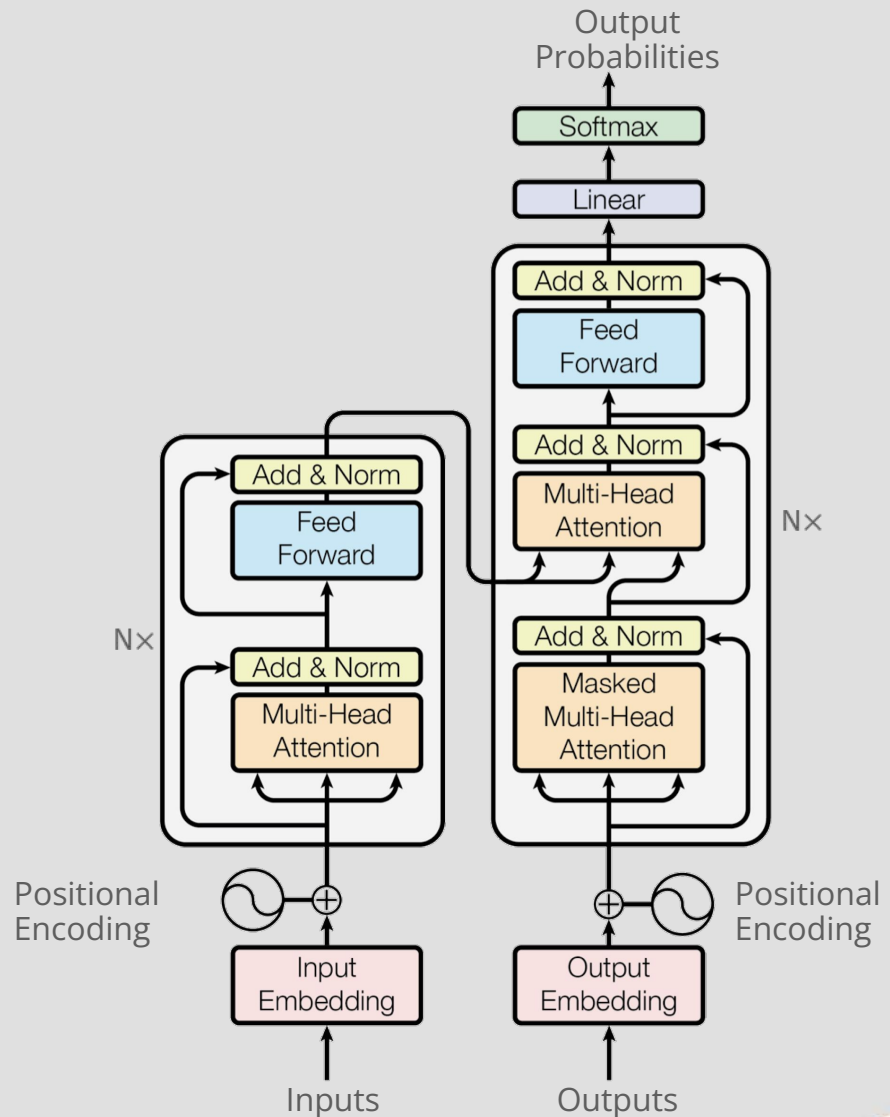 Output
Probabilities
Softmax
Linear
Add & Norm
Feed
Forward
Add & Norm
Multi-Head
Attention
N×
Add & Norm
Masked
Multi-Head
Attention
Add & Norm
Feed
Forward
N×
Add & Norm
Multi-Head
Attention
Positional
Encoding
Positional
Encoding
Input
Embedding
Output
Embedding
Inputs
Outputs